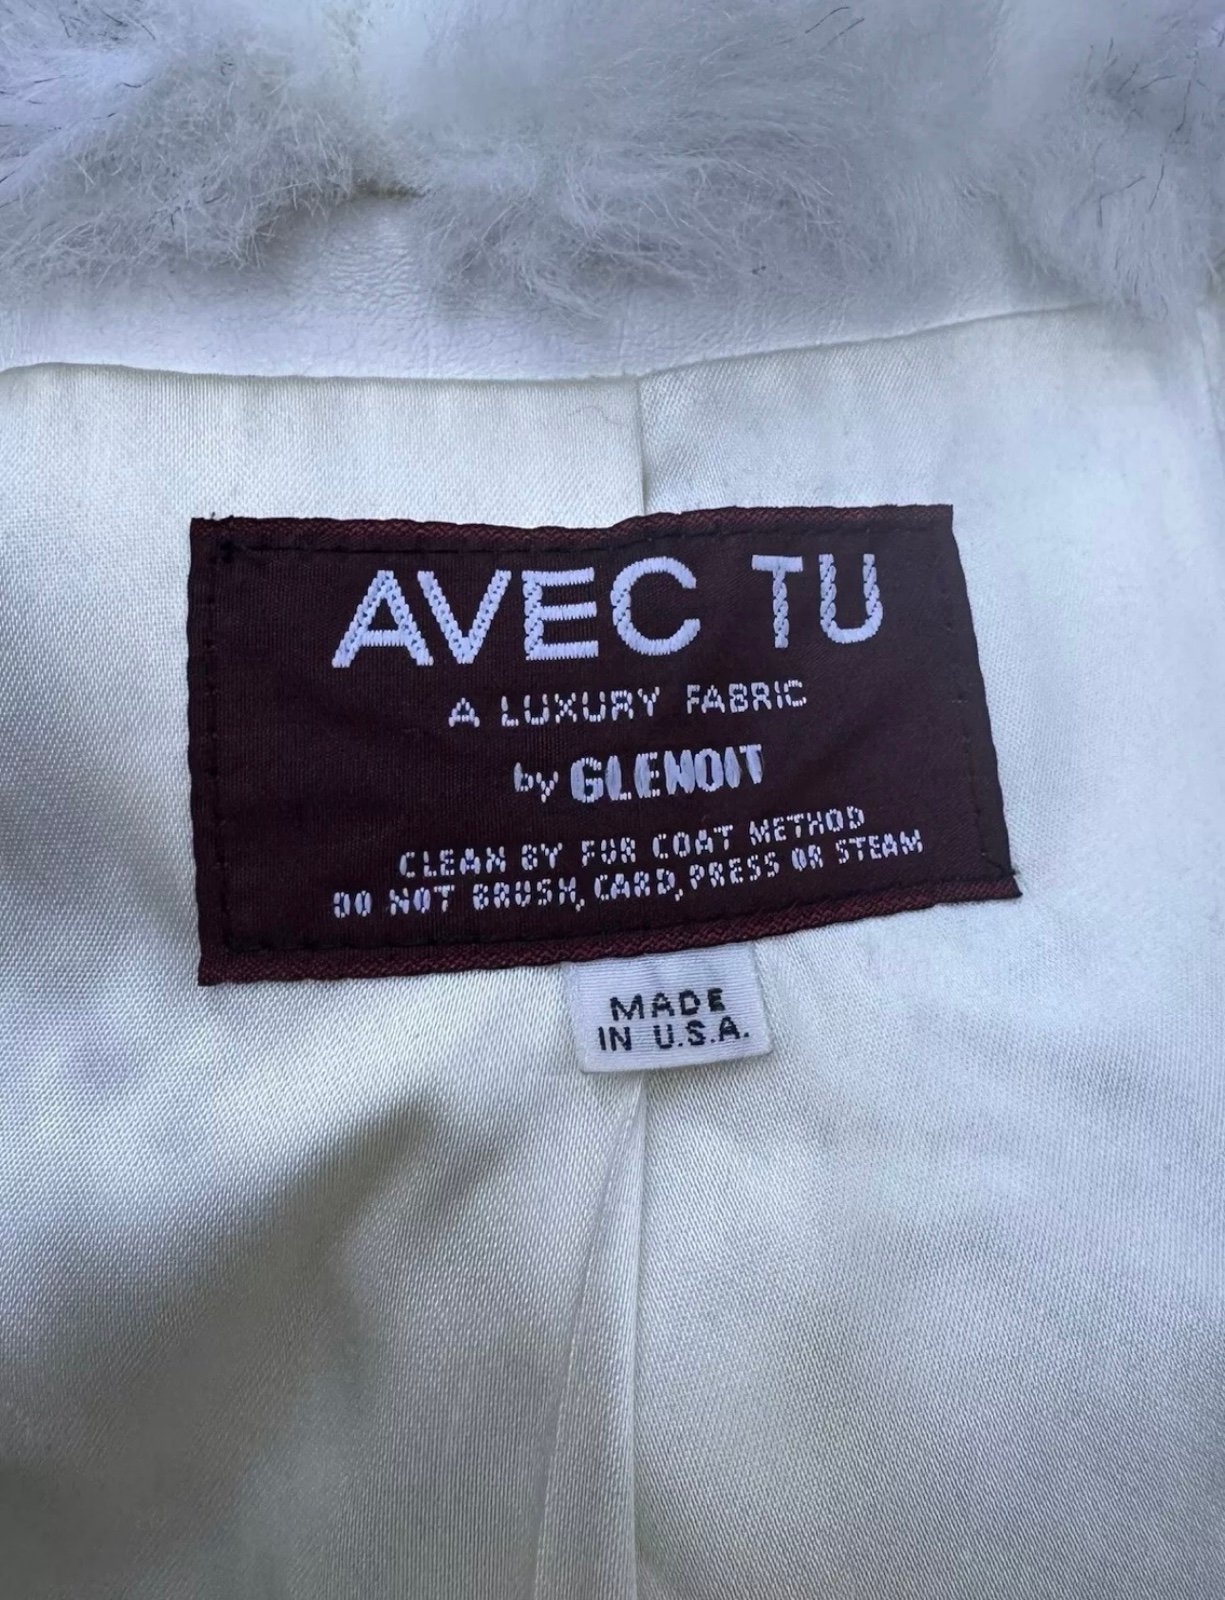 AVEC TU
A LUXURY FABRIC
by GLENOIT
CLEAN BY FUR COAT METHOD
DO NOT BRUSH, CARD, PRESS OR STEAM
MADE
IN U.S.A.